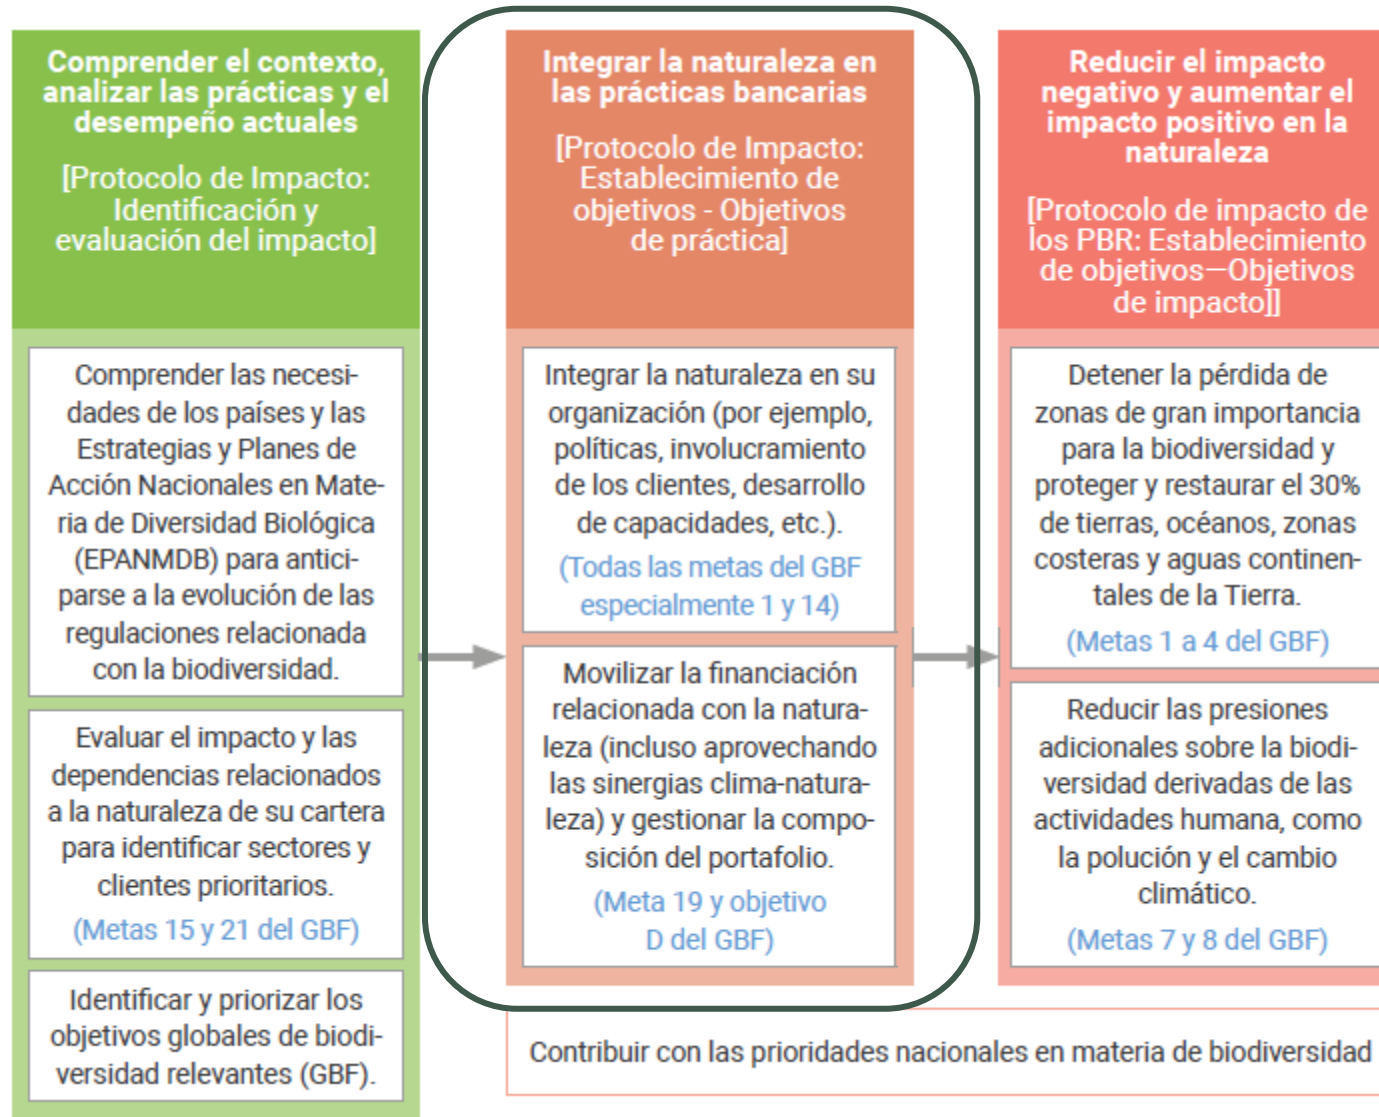 Comprender el contexto,
analizar las prácticas y el
desempeño actuales
[Protocolo de Impacto:
Identificación y
evaluación del impacto]
Comprender las necesi-
dades de los países y las
Estrategias y Planes de
Acción Nacionales en Mate-
ria de Diversidad Biológica
(EPANMDB) para antici-
parse a la evolución de las
regulaciones relacionada
con la biodiversidad.
Evaluar el impacto y las
dependencias relacionados
a la naturaleza de su cartera
para identificar sectores y
clientes prioritarios.
(Metas 15 y 21 del GBF)
Identificar y priorizar los
objetivos globales de biodi-
versidad relevantes (GBF).
Integrar la naturaleza en
las prácticas bancarias
[Protocolo de Impacto:
Establecimiento de
objetivos - Objetivos
de práctica]
Integrar la naturaleza en su
organización (por ejemplo,
políticas, involucramiento
de los clientes, desarrollo
de capacidades, etc.).
(Todas las metas del GBF
especialmente 1 y 14)
Movilizar la financiación
relacionada con la natura-
leza (incluso aprovechando
las sinergias clima-natura-
leza) y gestionar la compo-
sición del portafolio.
(Meta 19 y objetivo
D del GBF)
Reducir el impacto
negativo y aumentar el
impacto positivo en la
naturaleza
[Protocolo de impacto de
los PBR: Establecimiento
de objetivos—Objetivos
de impacto]]
Detener la pérdida de
zonas de gran importancia
para la biodiversidad y
proteger y restaurar el 30%
de tierras, océanos, zonas
costeras y aguas continen-
tales de la Tierra.
(Metas 1 a 4 del GBF)
Reducir las presiones
adicionales sobre la biodi-
versidad derivadas de las
actividades humana, como
la polución y el cambio
climático.
(Metas 7 y 8 del GBF)
Contribuir con las prioridades nacionales en materia de biodiversidad